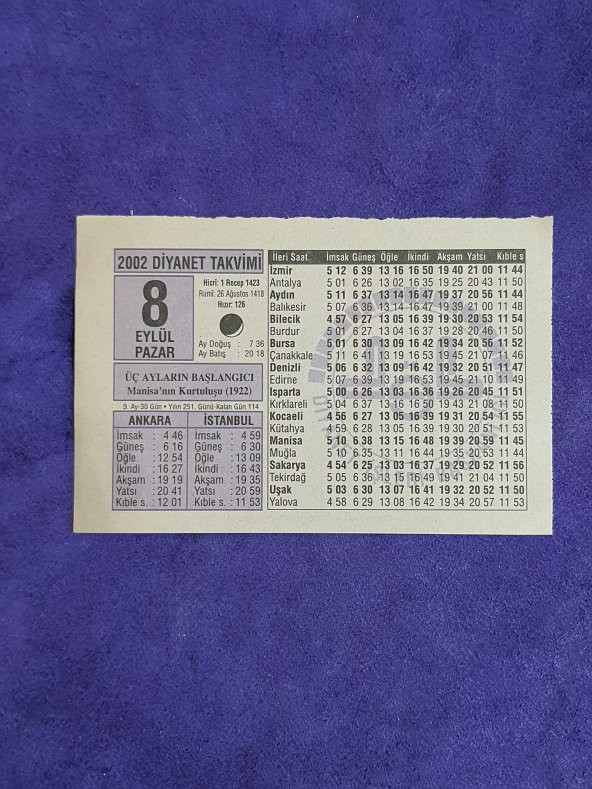 2002 DİYANET TAKVİMİ
8
EYLÜL
PAZAR
Hicrî: 1 Recep 1423
Rumî: 26 Ağustos 1418
Hızır: 126
Ay Doğuş : 7 36
Ay Batış : 20 18
ÜÇ AYLARIN BAŞLANGICI
Manisa'nın Kurtuluşu (1922)
9. Ay-30 Gün • Yılın 251. Günü-Kalan Gün 114
ANKARA
İmsak : 4 46
Güneş : 6 16
Öğle : 12 54
İkindi : 16 27
Akşam : 19 19
Yatsı : 20 41
Kıble s. : 12 01
İSTANBUL
İmsak : 4 59
Güneş : 6 30
Öğle : 13 09
İkindi : 16 43
Akşam : 19 35
Yatsı : 20 59
Kıble s. : 11 53
İleri Saat İmsak Güneş Öğle İkindi Akşam Yatsı Kıble s
İzmir 5 12 6 39 13 16 16 50 19 40 21 00 11 44
Antalya 5 01 6 26 13 02 16 35 19 25 20 43 11 50
Aydın 5 11 6 37 13 14 16 47 19 37 20 56 11 44
Balıkesir 5 07 6 36 13 14 16 48 19 39 21 00 11 48
Bilecik 4 57 6 27 13 05 16 39 19 30 20 53 11 54
Burdur 5 01 6 27 13 04 16 37 19 28 20 46 11 50
Bursa 5 01 6 30 13 09 16 42 19 34 20 56 11 52
Çanakkale 5 11 6 41 13 19 16 53 19 45 21 07 11 46
Denizli 5 06 6 32 13 09 16 42 19 32 20 51 11 47
Edirne 5 07 6 39 13 19 16 53 19 45 21 11 49
Isparta 5 00 6 26 13 03 16 36 19 26 20 45 11 51
Kırklareli 5 04 6 37 13 16 16 50 19 43 21 08 11 50
Kocaeli 4 56 6 27 13 05 16 39 19 31 20 54 11 55
Kütahya 4 59 6 28 13 05 16 39 19 30 20 52 11 53
Manisa 5 10 6 38 13 15 16 48 19 39 20 59 11 45
Muğla 5 10 6 35 13 11 16 44 19 35 20 53 11 44
Sakarya 4 54 6 25 13 03 16 37 19 29 20 52 11 56
Tekirdağ 5 05 6 36 13 15 16 49 19 41 21 04 11 50
Uşak 5 03 6 30 13 07 16 41 19 32 20 52 11 50
Yalova 4 58 6 29 13 08 16 42 19 34 20 57 11 53